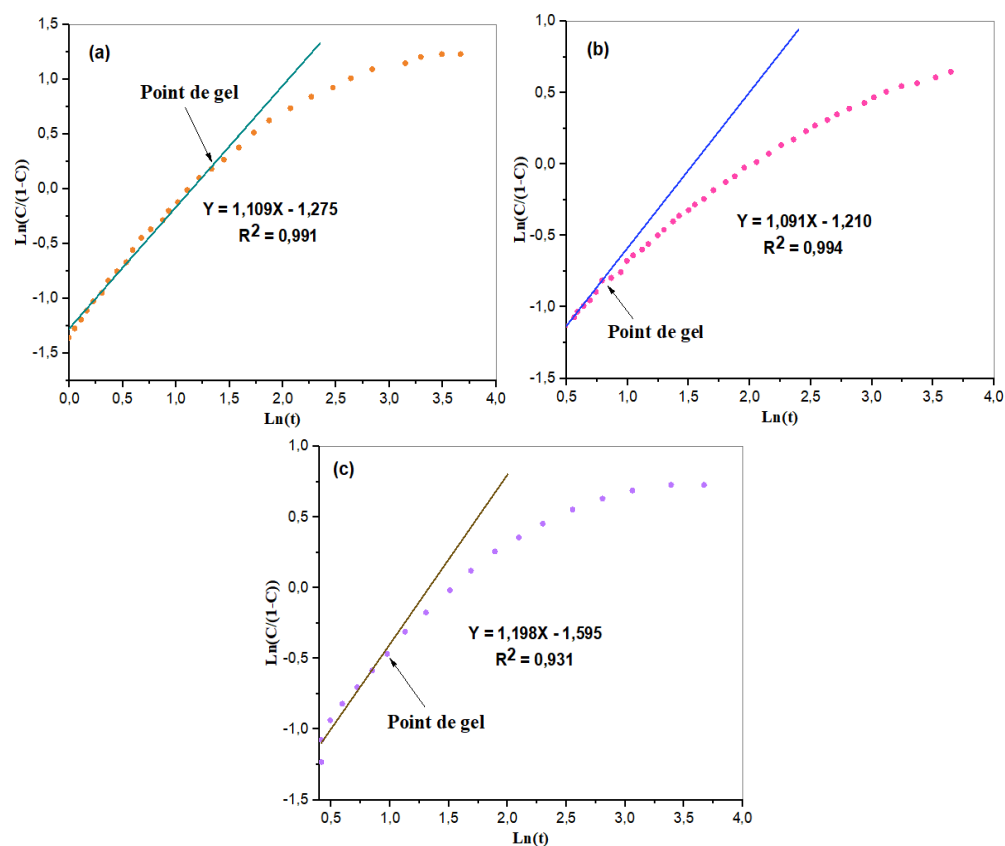 (a)
Ln(C/(1-C))
1,5
1,0
0,5
0,0
-0,5
-1,0
-1,5
Point de gel
Y = 1,109X - 1,275
R2 = 0,991
0,0 0,5 1,0 1,5 2,0 2,5 3,0 3,5 4,0
Ln(t)
(b)
Ln(C/(1-C))
1,0
0,5
0,0
-0,5
-1,0
-1,5
Y = 1,091X - 1,210
R2 = 0,994
Point de gel
0,5 1,0 1,5 2,0 2,5 3,0 3,5 4,0
Ln(t)
(c)
Ln(C/(1-C))
1,0
0,5
0,0
-0,5
-1,0
-1,5
Y = 1,198X - 1,595
R2 = 0,931
Point de gel
0,5 1,0 1,5 2,0 2,5 3,0 3,5 4,0
Ln(t)